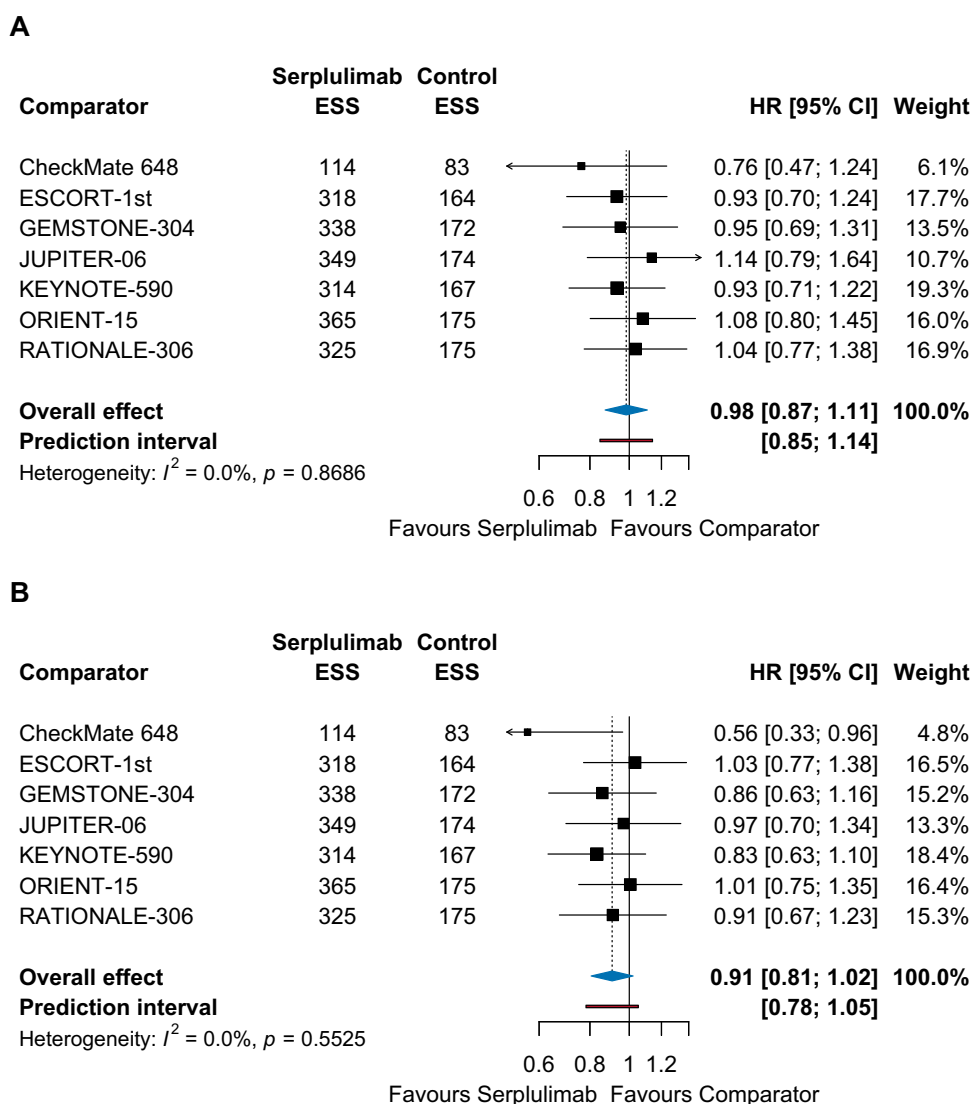 A
Serplulimab Control
Comparator ESS ESS HR [95% CI] Weight
CheckMate 648 114 83 0.76 [0.47; 1.24] 6.1%
ESCORT-1st 318 164 0.93 [0.70; 1.24] 17.7%
GEMSTONE-304 338 172 0.95 [0.69; 1.31] 13.5%
JUPITER-06 349 174 1.14 [0.79; 1.64] 10.7%
KEYNOTE-590 314 167 0.93 [0.71; 1.22] 19.3%
ORIENT-15 365 175 1.08 [0.80; 1.45] 16.0%
RATIONALE-306 325 175 1.04 [0.77; 1.38] 16.9%
Overall effect 0.98 [0.87; 1.11] 100.0%
Prediction interval [0.85; 1.14]
Heterogeneity: I² = 0.0%, p = 0.8686
0.6 0.8 1 1.2
Favours Serplulimab Favours Comparator
B
Serplulimab Control
Comparator ESS ESS HR [95% CI] Weight
CheckMate 648 114 83 0.56 [0.33; 0.96] 4.8%
ESCORT-1st 318 164 1.03 [0.77; 1.38] 16.5%
GEMSTONE-304 338 172 0.86 [0.63; 1.16] 15.2%
JUPITER-06 349 174 0.97 [0.70; 1.34] 13.3%
KEYNOTE-590 314 167 0.83 [0.63; 1.10] 18.4%
ORIENT-15 365 175 1.01 [0.75; 1.35] 16.4%
RATIONALE-306 325 175 0.91 [0.67; 1.23] 15.3%
Overall effect 0.91 [0.81; 1.02] 100.0%
Prediction interval [0.78; 1.05]
Heterogeneity: I² = 0.0%, p = 0.5525
0.6 0.8 1 1.2
Favours Serplulimab Favours Comparator